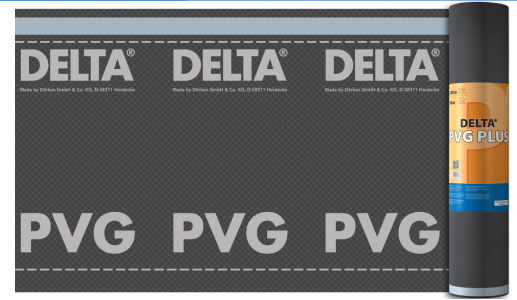 DELTA® DELTA® DELTA®
Made by Dörken GmbH & Co. KG, D-58311 Herdecke Made by Dörken GmbH & Co. KG, D-58311 Herdecke Made by Dörken GmbH & Co. KG, D-58311 Herdecke
PVG PVG PVG
DELTA®
PVG PLUS